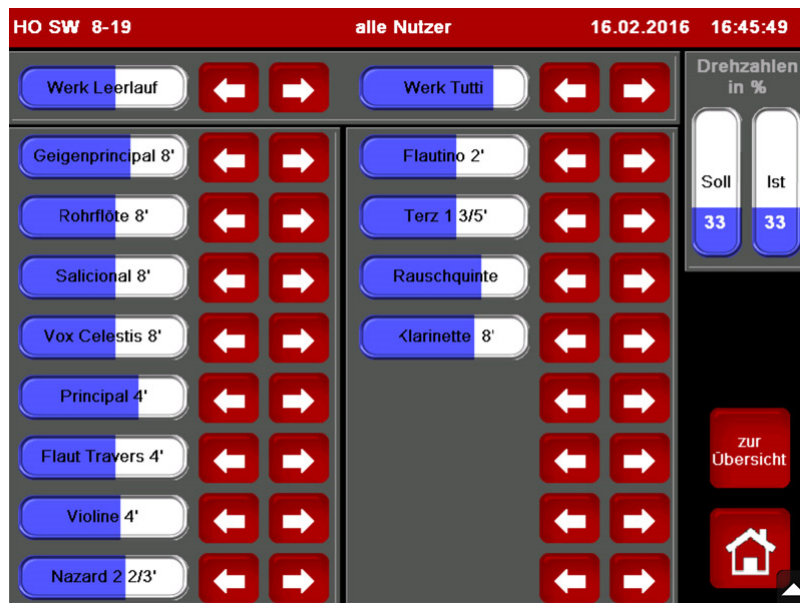 HO SW 8-19 alle Nutzer 16.02.2016 16:45:49
Werk Leerlauf
Werk Tutti
Drehzahlen
in %
Geigenprincipal 8'
Flautino 2'
Soll
Ist
Rohrflöte 8'
Terz 1 3/5'
33
33
Salicional 8'
Rauschquinte
Vox Celestis 8'
Klarinette 8'
Principal 4'
Flaut Travers 4'
zur
Übersicht
Violine 4'
Nazard 2 2/3'